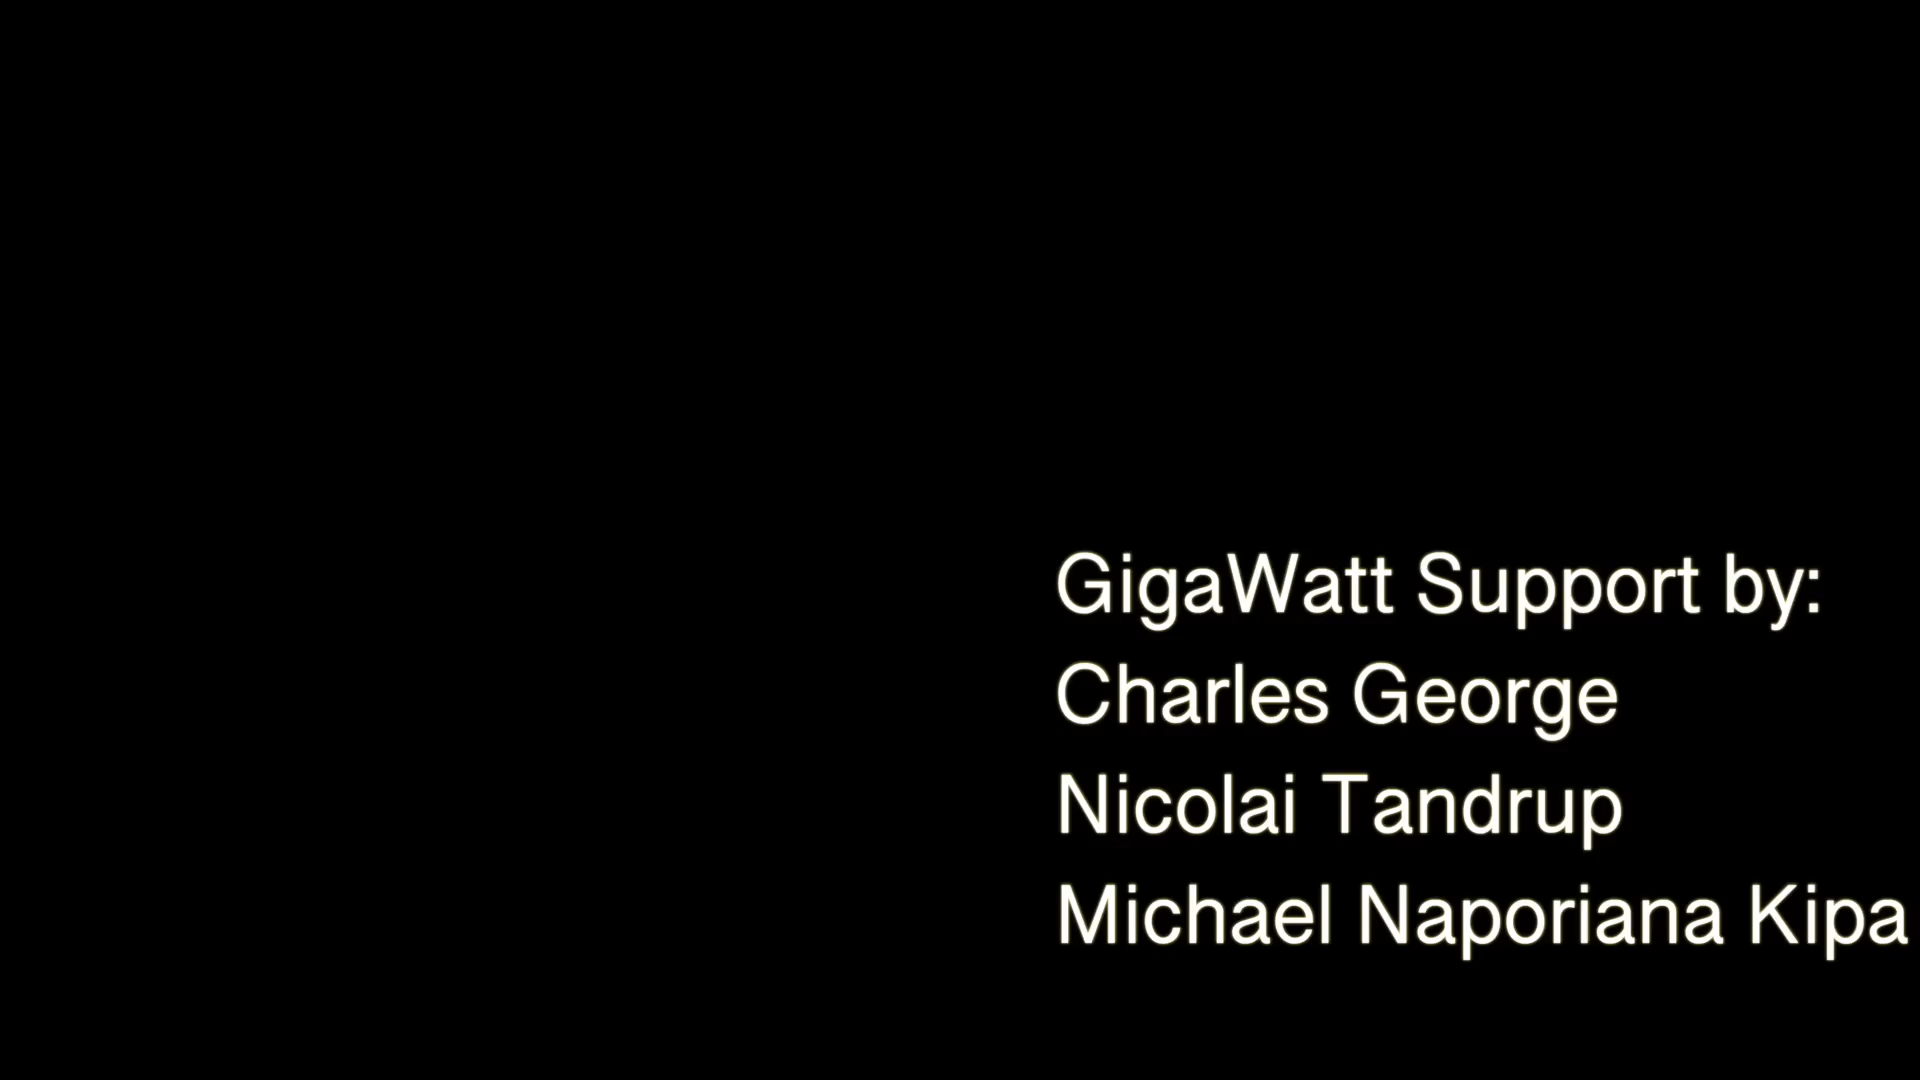 GigaWatt Support by:
Charles George
Nicolai Tandrup
Michael Naporiana Kipa